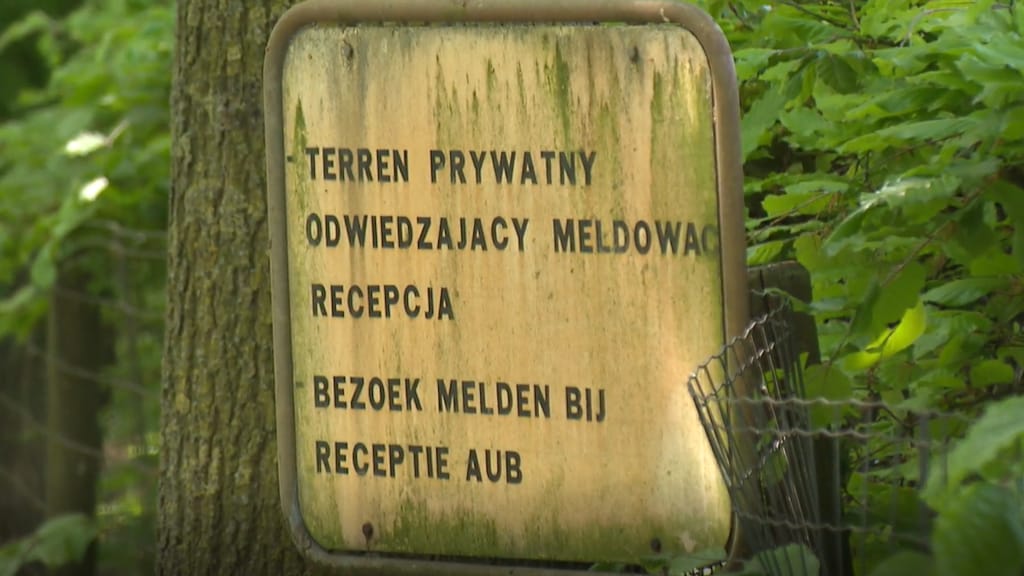 TERREN PRYWATNY
ODWIEDZAJACY MELDOWAC
RECEPCJA
BEZOEK MELDEN BIJ
RECEPTIE AUB